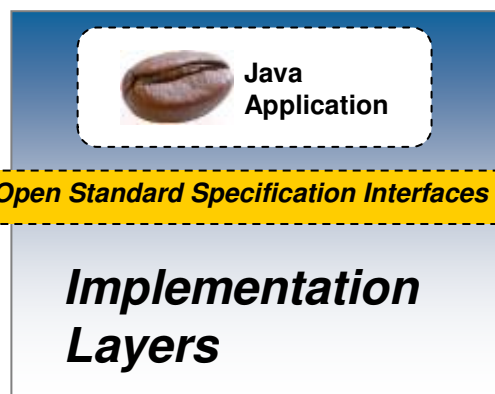 Java
Application
Open Standard Specification Interfaces
Implementation
Layers